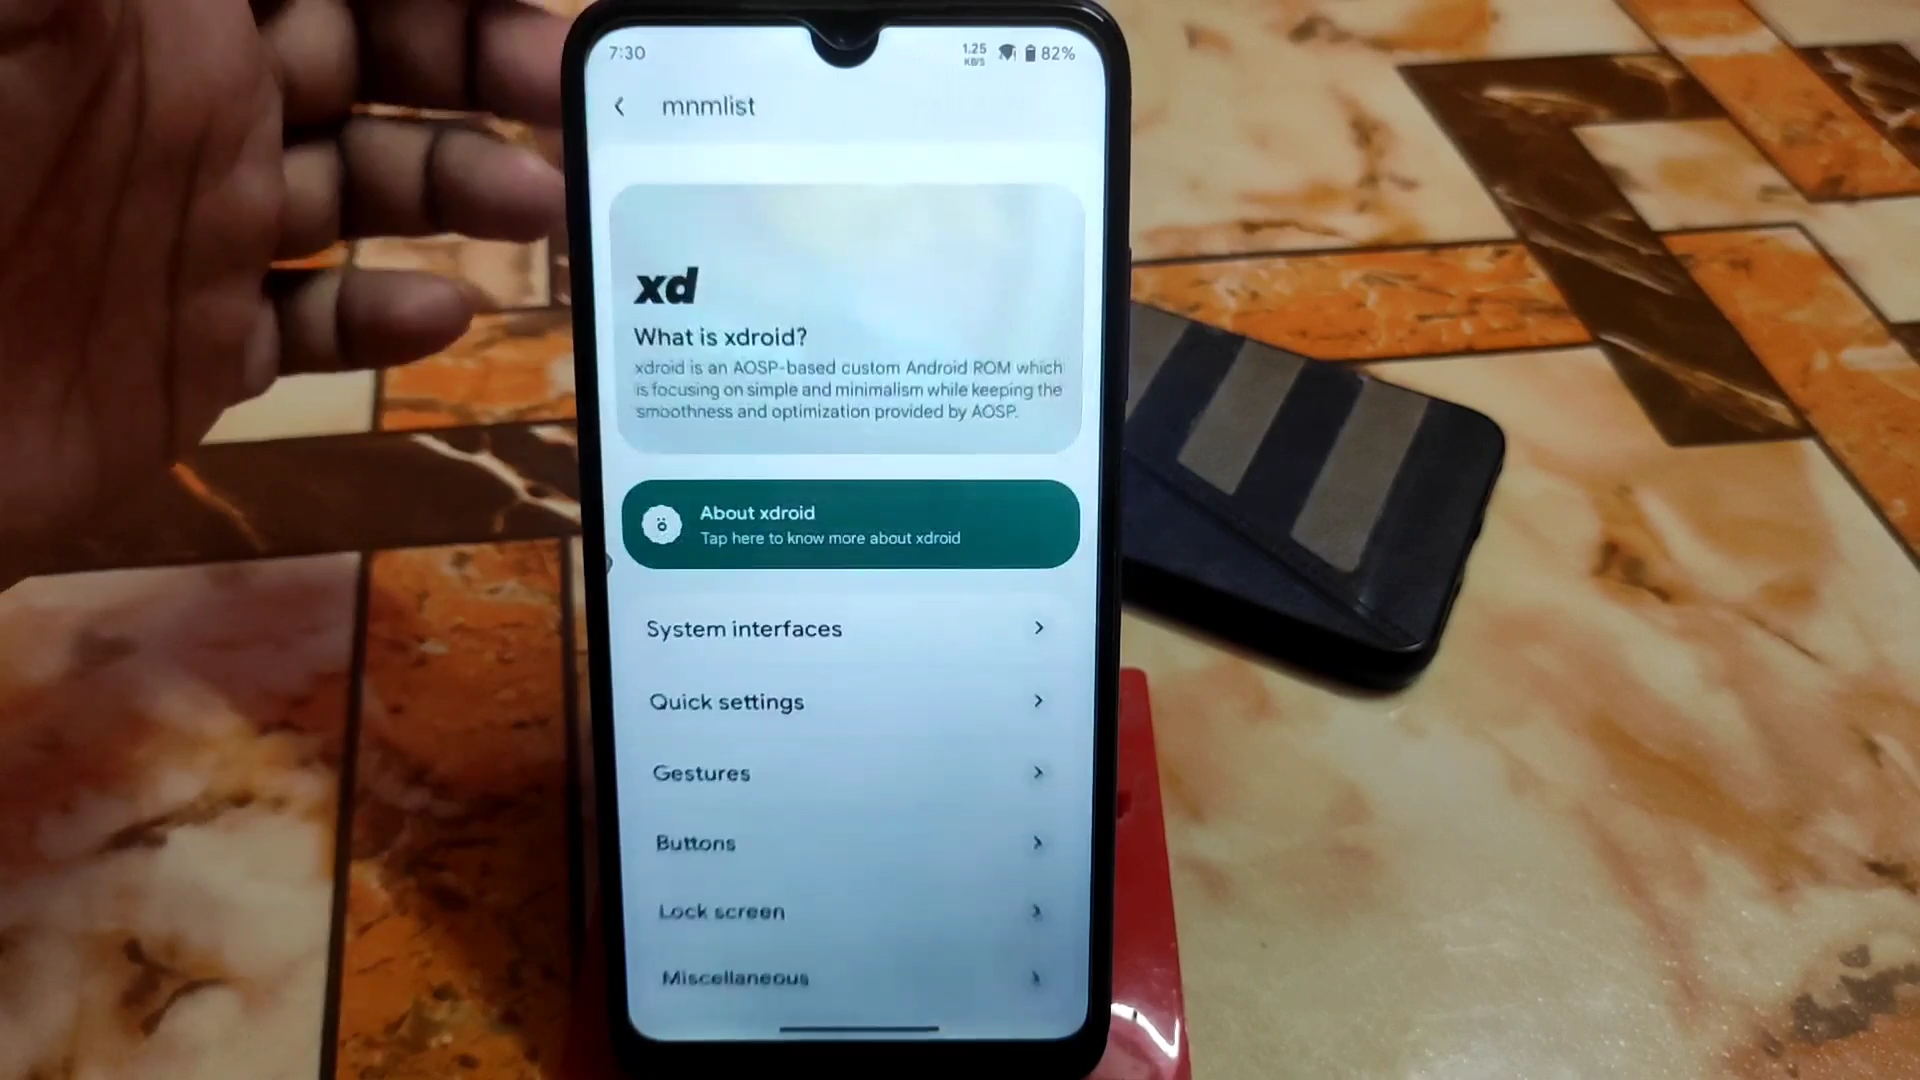 7:30
1.25
KB/S
82%
mnmlist
xd
What is xdroid?
xdroid is an AOSP-based custom Android ROM which
is focusing on simple and minimalism while keeping the
smoothness and optimization provided by AOSP.
About xdroid
Tap here to know more about xdroid
System interfaces
Quick settings
Gestures
Buttons
Lock screen
Miscellaneous